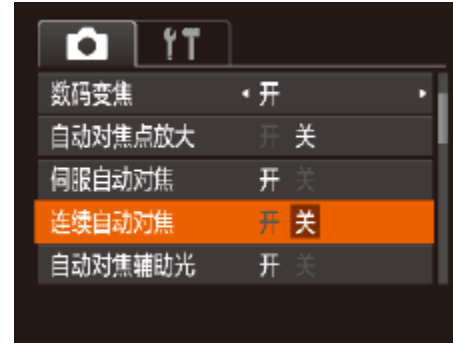 数码变焦 开
自动对焦点放大 开 关
伺服自动对焦 开 关
连续自动对焦 开 关
自动对焦辅助光 开 关